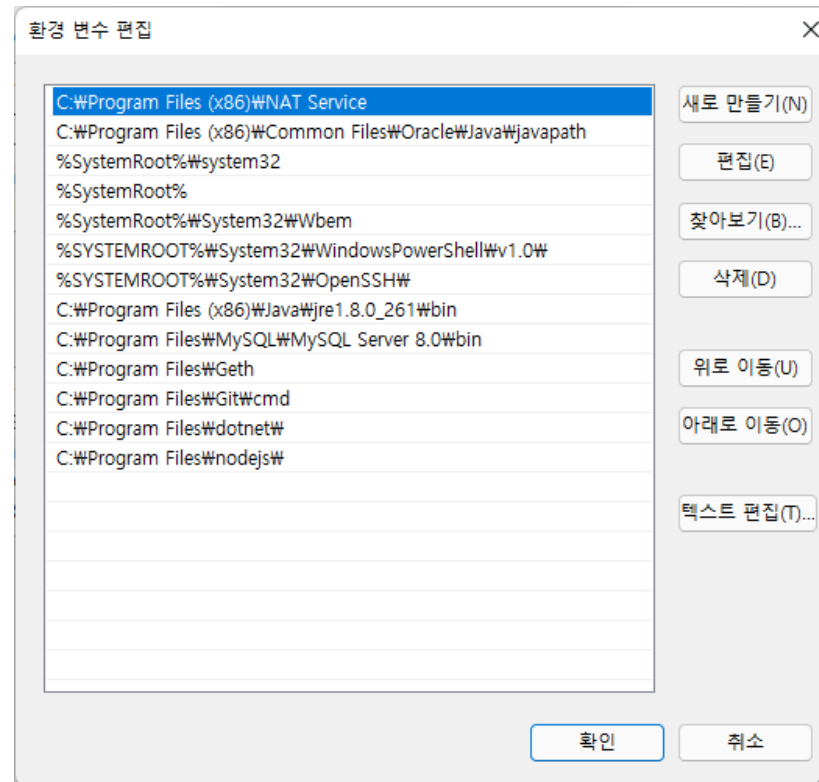 환경 변수 편집
C:₩Program Files (x86)₩NAT Service
C:₩Program Files (x86)₩Common Files₩Oracle₩Java₩javapath
%SystemRoot%₩system32
%SystemRoot%
%SystemRoot%₩System32₩Wbem
%SYSTEMROOT%₩System32₩WindowsPowerShell₩v1.0₩
%SYSTEMROOT%₩System32₩OpenSSH₩
C:₩Program Files (x86)₩Java₩jre1.8.0_261₩bin
C:₩Program Files₩MySQL₩MySQL Server 8.0₩bin
C:₩Program Files₩Geth
C:₩Program Files₩Git₩cmd
C:₩Program Files₩dotnet₩
C:₩Program Files₩nodejs₩
새로 만들기(N)
편집(E)
찾아보기(B)...
삭제(D)
위로 이동(U)
아래로 이동(O)
텍스트 편집(T)...
확인
취소